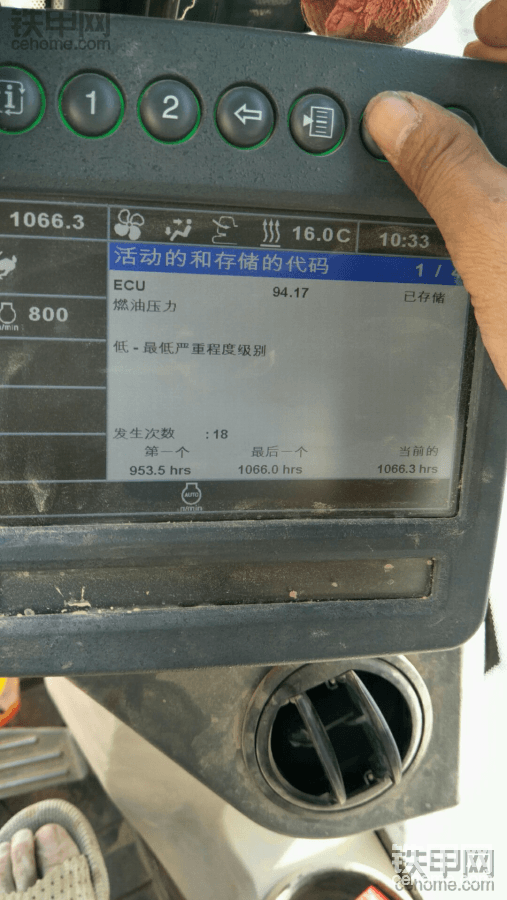 铁甲网
cehome.com
1
2
1066.3
16.0C
10:33
活动的和存储的代码 1 / 4
ECU 94.17 已存储
燃油压力
800
n/min
低 - 最低严重程度级别
发生次数 : 18
第一个 最后一个 当前的
953.5 hrs 1066.0 hrs 1066.3 hrs
AUTO
n/min
铁甲网
cehome.com